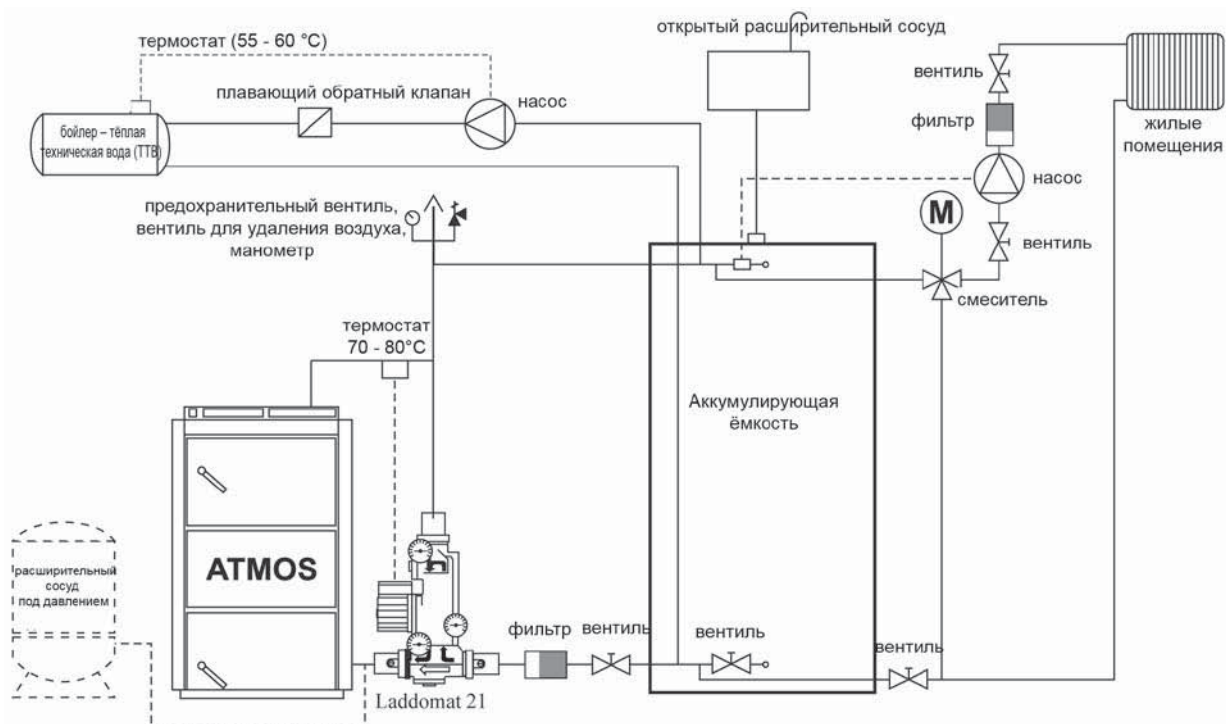 открытый расширительный сосуд
термостат (55 - 60 °С)
вентиль
плавающий обратный клапан
насос
фильтр
жилые
помещения
бойлер – тёплая
техническая вода (ТТВ)
насос
предохранительный вентиль,
вентиль для удаления воздуха,
манометр
М
вентиль
смеситель
термостат
70 - 80°С
Аккумулирующая
ёмкость
ATMOS
расширительный
сосуд
под давлением
фильтр
вентиль
вентиль
вентиль
Laddomat 21